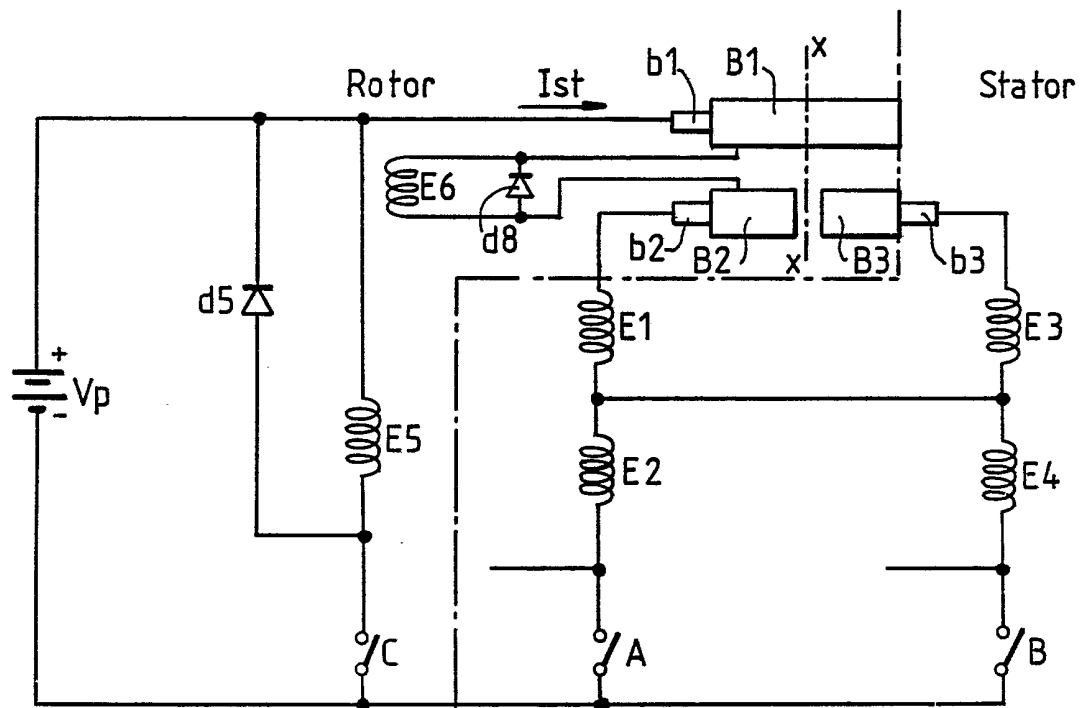 x
b1
B1
Rotor
Ist
Stator
E6
d8
b2
B2
x
B3
b3
d5
E1
E3
+
Vp
-
E5
E2
E4
C
A
B